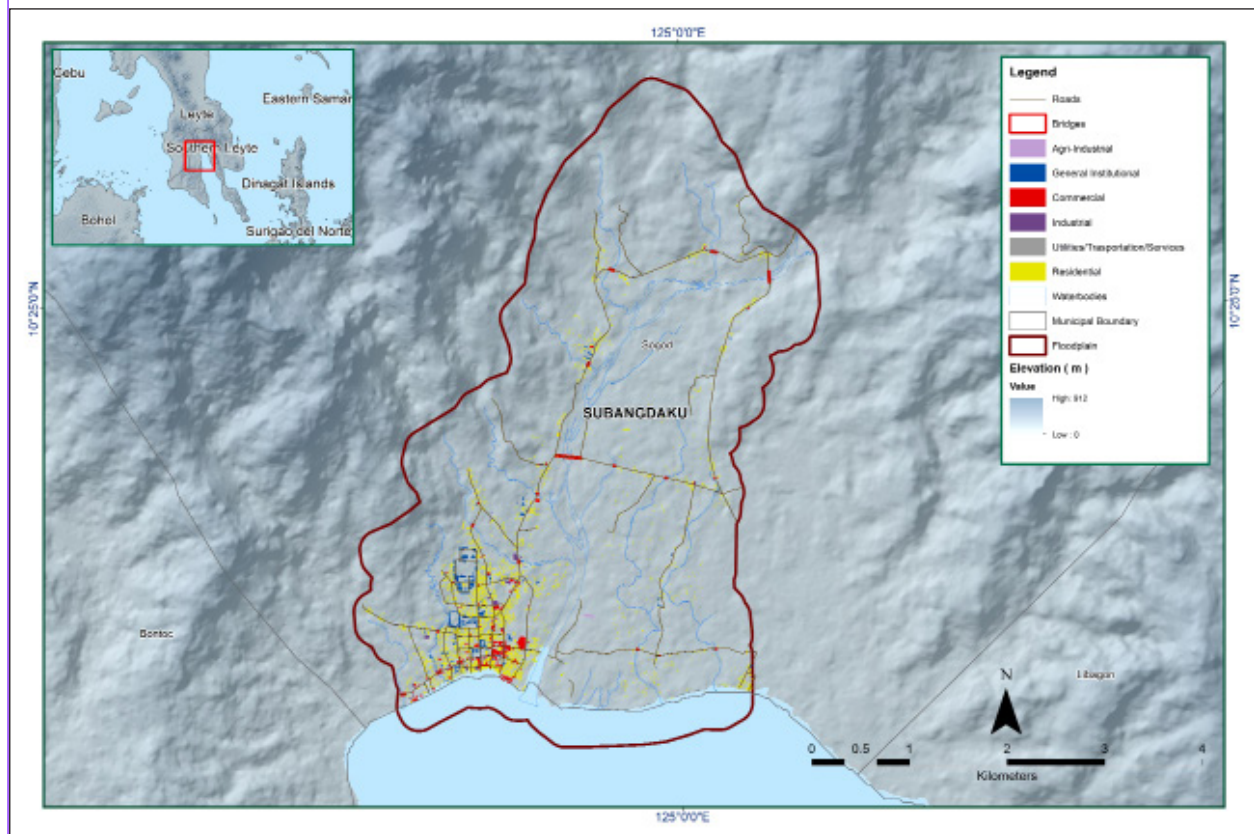 125°0'0"E
Cebu
Leyte
Eastern Samar
Southern Leyte
Dinagat Islands
Bohol
Surigao del Norte
Legend
Roads
Bridges
Agri-Industrial
General Institutional
Commercial
Industrial
Utilities/Trasportation/Services
Residential
Waterbodies
Municipal Boundary
Floodplain
Elevation ( m )
Value
High: 912
Low : 0
10°25'0"N
10°25'0"N
Sogod
SUBANGDAKU
Bontoc
Libagon
N
0 0.5 1 2 3 4
Kilometers
125°0'0"E